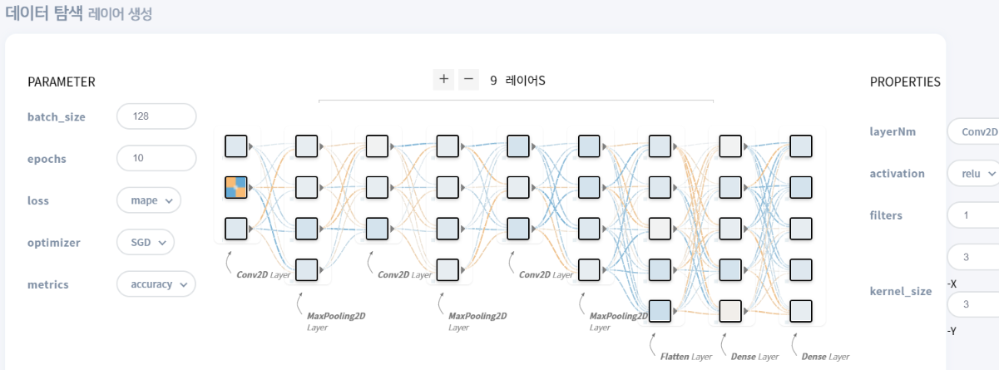 데이터 탐색 레이어 생성
PARAMETER
+ − 9 레이어S
PROPERTIES
batch_size 128
epochs 10
loss mape
optimizer SGD
metrics accuracy
Conv2D Layer
Conv2D Layer
Conv2D Layer
MaxPooling2D
Layer
MaxPooling2D
Layer
MaxPooling2D
Layer
Flatten Layer
Dense Layer
Dense Layer
layerNm Conv2D
activation relu
filters 1
kernel_size
3
-X
3
-Y